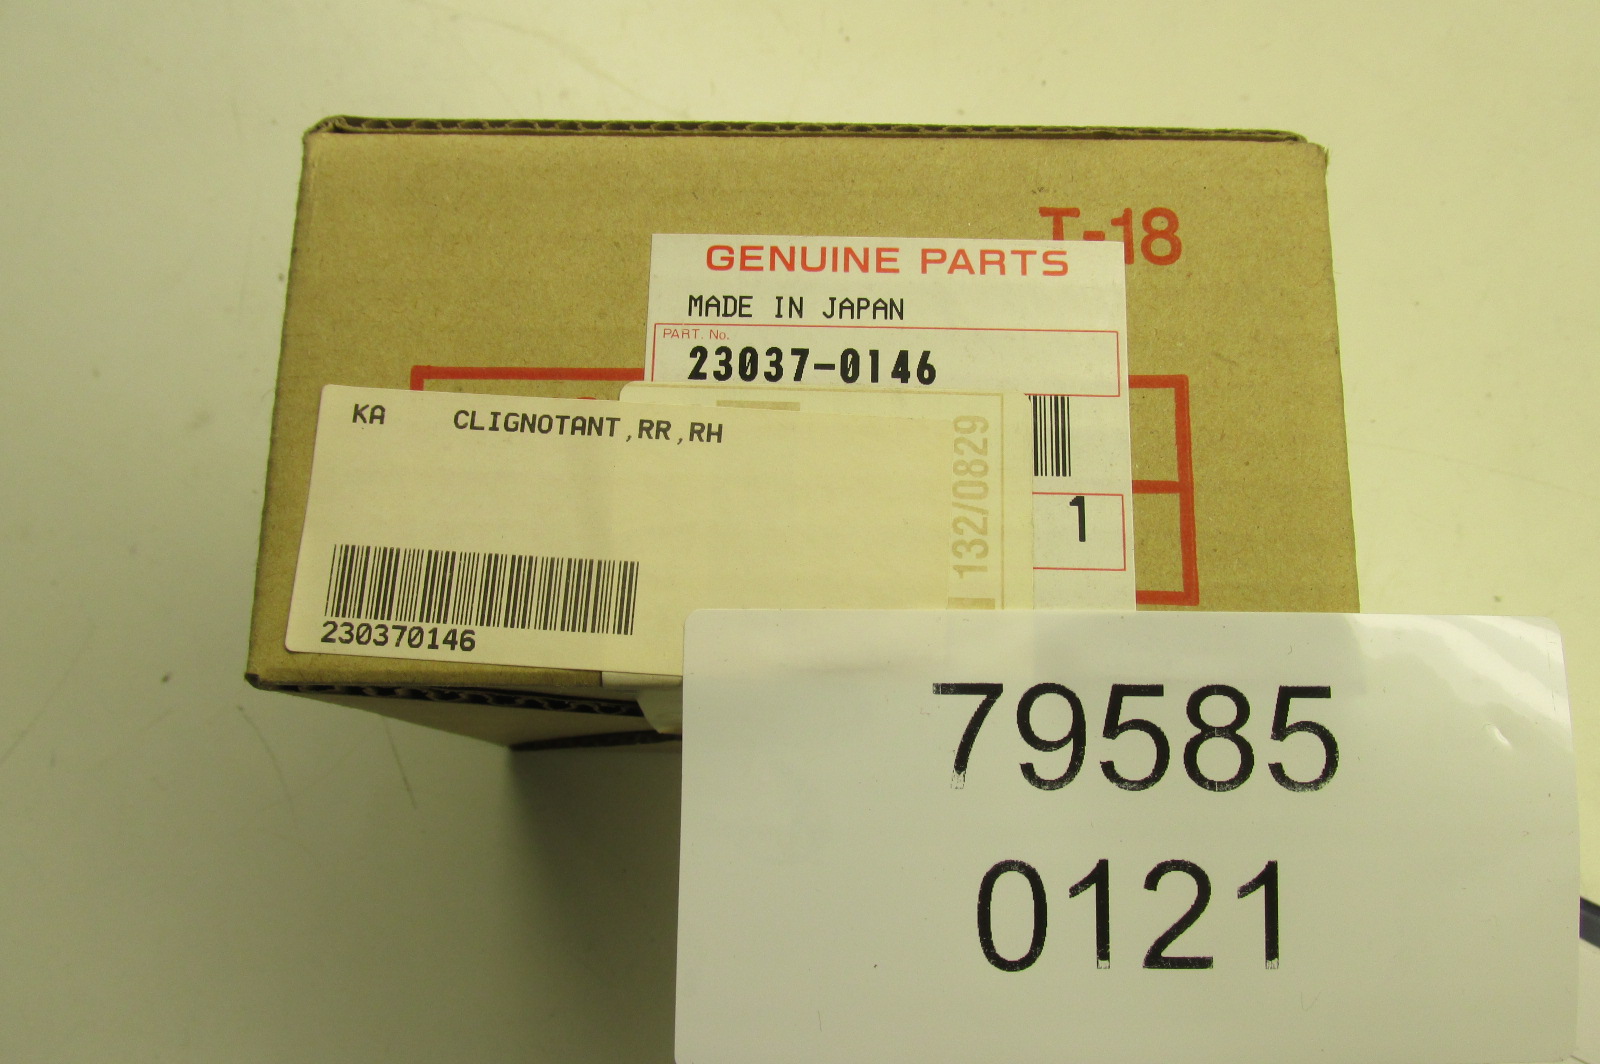 T-18
GENUINE PARTS
MADE IN JAPAN
PART. No.
23037-0146
KA CLIGNOTANT,RR,RH
132/0829
1
230370146
79585
0121